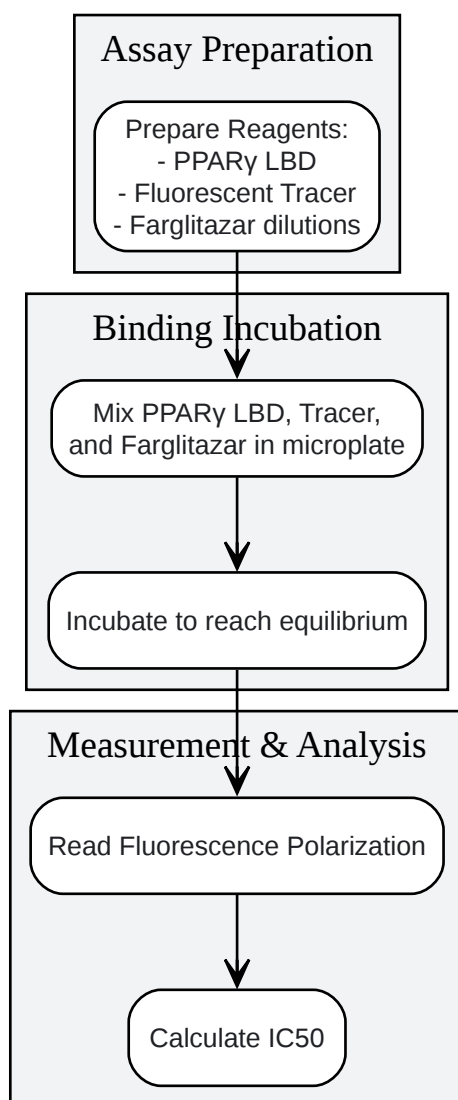 Assay Preparation
Prepare Reagents:
- PPARγ LBD
- Fluorescent Tracer
- Farglitazar dilutions
Binding Incubation
Mix PPARγ LBD, Tracer,
and Farglitazar in microplate
Incubate to reach equilibrium
Measurement & Analysis
Read Fluorescence Polarization
Calculate IC50